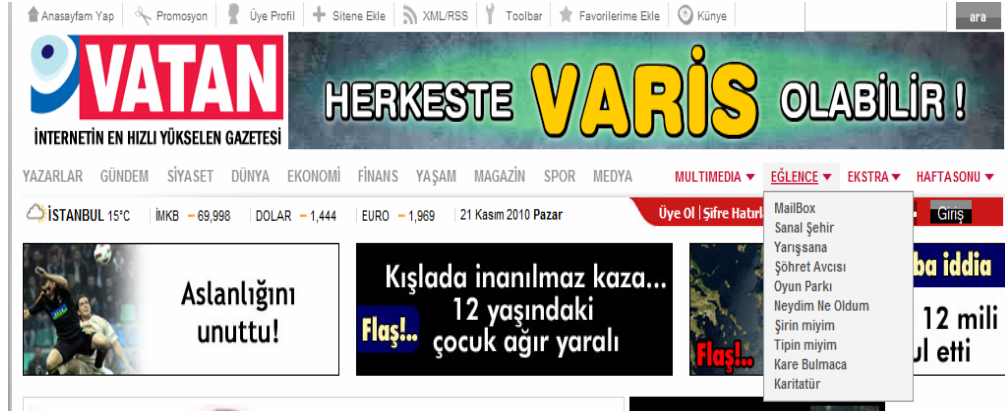 Anasayfam Yap Promosyon Üye Profil Sitene Ekle XML/RSS Toolbar Favorilerime Ekle Künye ara
VATAN
İNTERNETİN EN HIZLI YÜKSELEN GAZETESİ
HERKESTE VARİS OLABİLİR !
YAZARLAR GÜNDEM SİYASET DÜNYA EKONOMİ FİNANS YAŞAM MAGAZİN SPOR MEDYA MULTIMEDIA EĞLENCE EKSTRA HAFTASONU
İSTANBUL 15°C İMKB 69,998 DOLAR 1,444 EURO 1,969 21 Kasım 2010 Pazar Üye Ol | Şifre Hatırl Giriş
MailBox
Sanal Şehir
Yarışsana
Şöhret Avcısı
Oyun Parkı
Neydim Ne Oldum
Şirin miyim
Tipin miyim
Kare Bulmaca
Karitatür
Aslanlığını
unuttu!
Kışlada inanılmaz kaza...
12 yaşındaki
Flaş!..
çocuk ağır yaralı
ba iddia
12 mili
ul etti
Flaş!..